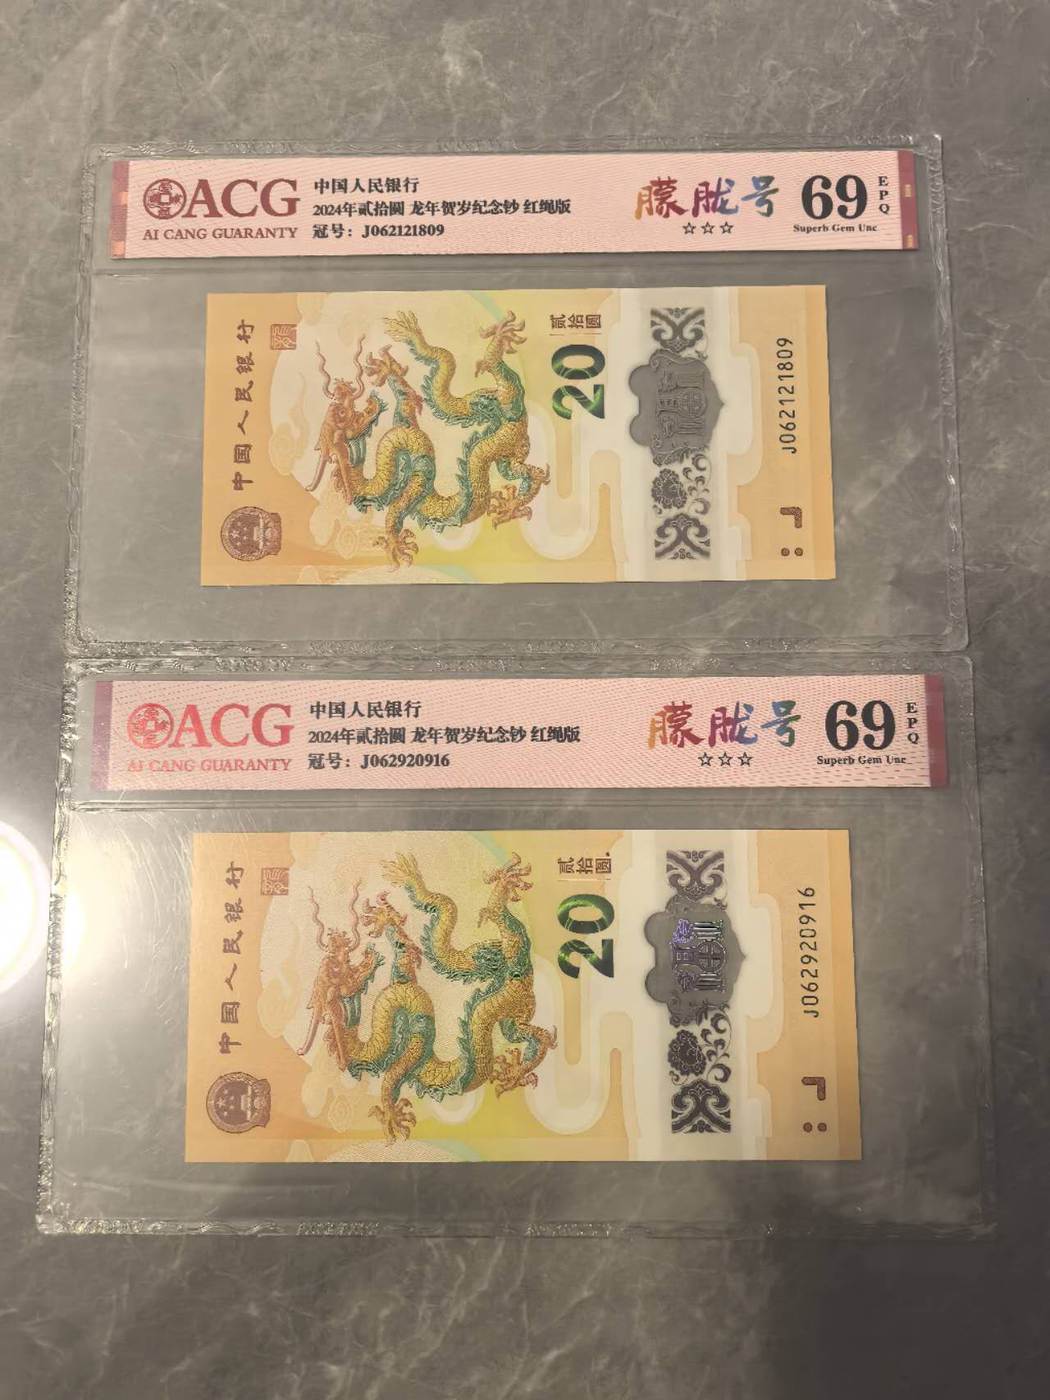 ACG
AI CANG GUARANTY
中国人民银行
2024年贰拾圆 龙年贺岁纪念钞 红绳版
冠号：J062121809
朦胧号
☆☆☆
69
EPQ
Superb Gem Unc
中国人民银行
贰拾圆
20
J062121809
ACG
AI CANG GUARANTY
中国人民银行
2024年贰拾圆 龙年贺岁纪念钞 红绳版
冠号：J062920916
朦胧号
☆☆☆
69
EPQ
Superb Gem Unc
中国人民银行
贰拾圆
20
J062920916